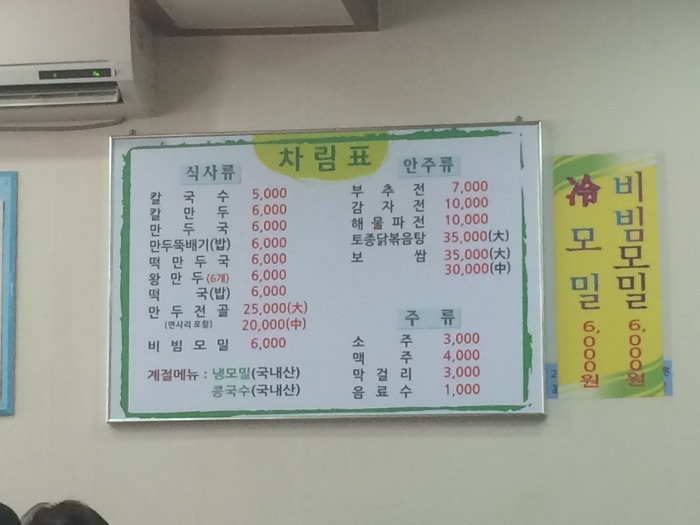 차림표
식사류
칼국수 5,000
칼만두 6,000
만두국 6,000
만두뚝배기(밥) 6,000
떡만두국 6,000
왕만두(6개) 6,000
떡국(밥) 6,000
만두전골 25,000(大)
(면사리 포함) 20,000(中)
비빔모밀 6,000
계절메뉴 : 냉모밀(국내산)
콩국수(국내산)
안주류
부추전 7,000
감자전 10,000
해물파전 10,000
토종닭볶음탕 35,000(大)
보쌈 35,000(大)
30,000(中)
주류
소주 3,000
맥주 4,000
막걸리 3,000
음료수 1,000
비빔모밀 6,000원
冷모밀 6,000원